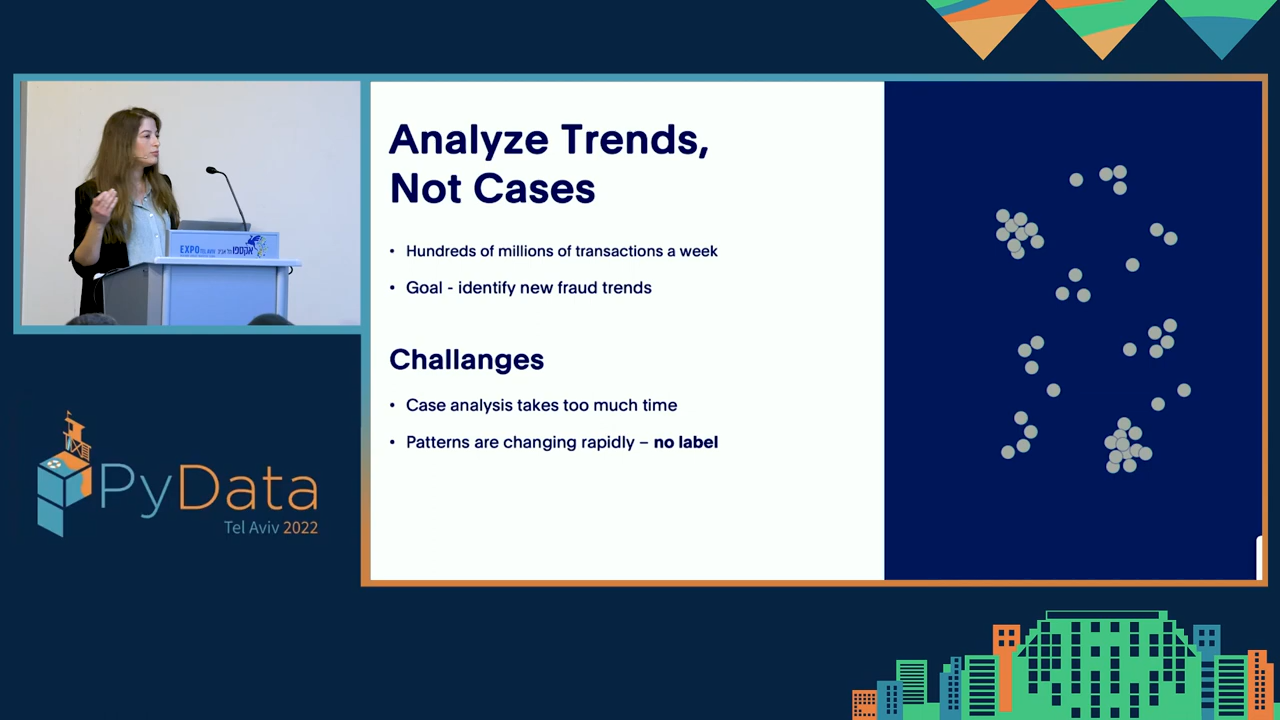 Analyze Trends,
Not Cases
• Hundreds of millions of transactions a week
• Goal - identify new fraud trends
Challanges
• Case analysis takes too much time
• Patterns are changing rapidly – no label
EXPO
אקספו
PyData
Tel Aviv 2022